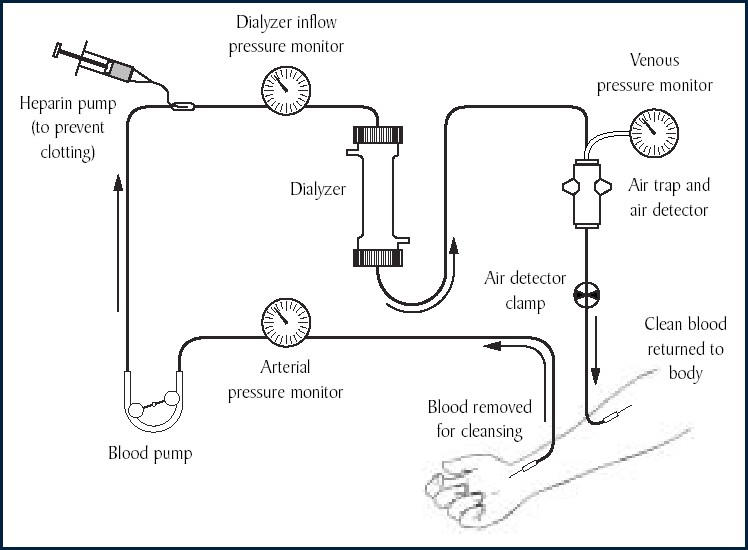 Dialyzer inflow
pressure monitor
Venous
pressure monitor
Heparin pump
(to prevent
clotting)
Dialyzer
Air trap and
air detector
Air detector
clamp
Clean blood
returned to
body
Arterial
pressure monitor
Blood removed
for cleansing
Blood pump